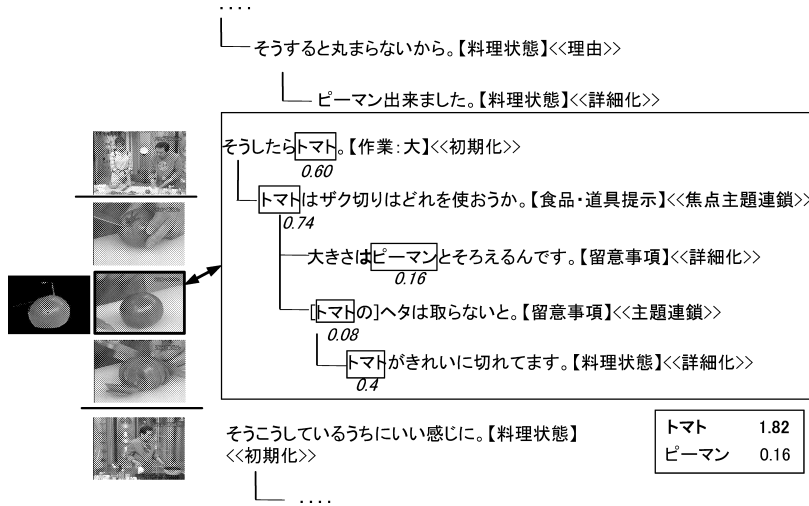 ....
そうすると丸まらないから。【料理状態】<<理由>>
ピーマン出来ました。【料理状態】<<詳細化>>
そうしたらトマト。【作業:大】<<初期化>>
0.60
トマトはザク切りはどれを使おうか。【食品・道具提示】<<焦点主題連鎖>>
0.74
大きさはピーマンとそろえるんです。【留意事項】<<詳細化>>
0.16
[トマトの]ヘタは取らないと。【留意事項】<<主題連鎖>>
0.08
トマトがきれいに切れてます。【料理状態】<<詳細化>>
0.4
そうこうしているうちにいい感じに。【料理状態】
<<初期化>>
....
トマト 1.82
ピーマン 0.16